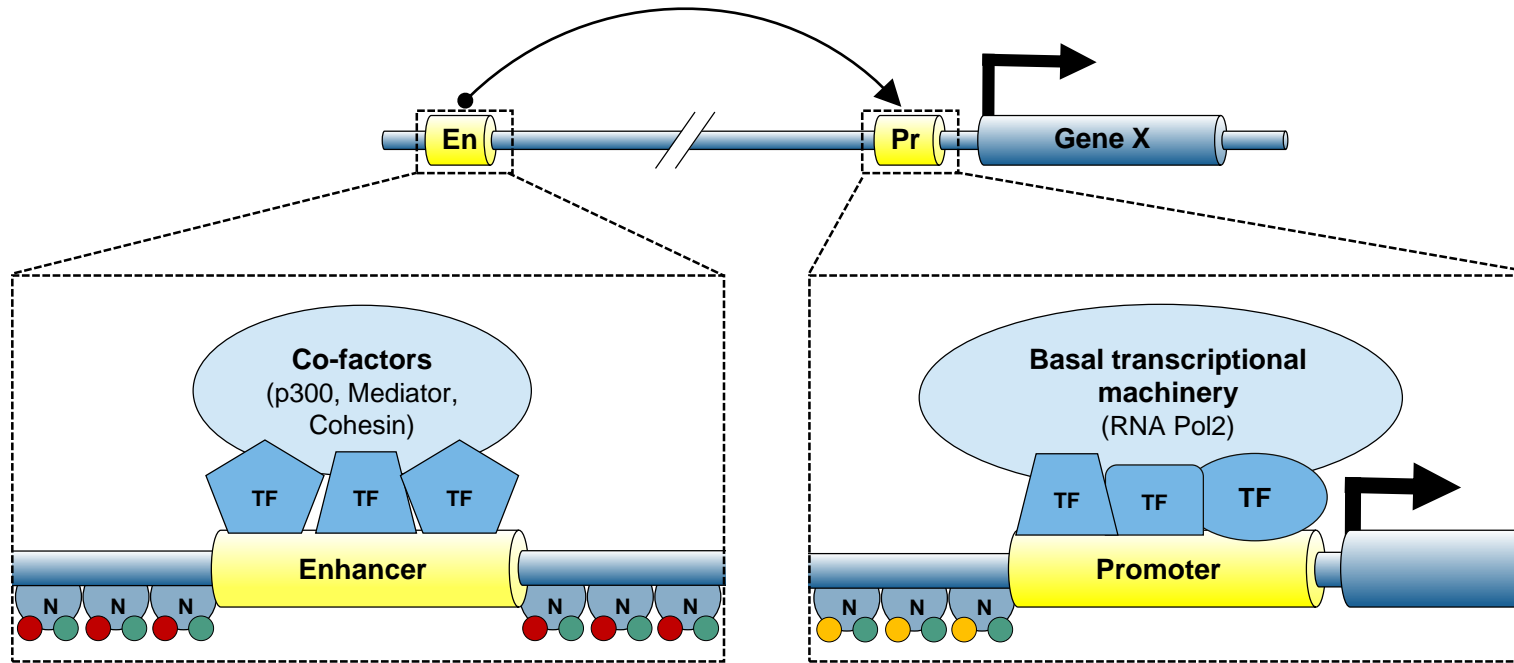 En
Pr
Gene X
Co-factors
(p300, Mediator,
Cohesin)
TF
TF
TF
Enhancer
N
N
N
N
N
N
Basal transcriptional
machinery
(RNA Pol2)
TF
TF
TF
Promoter
N
N
N